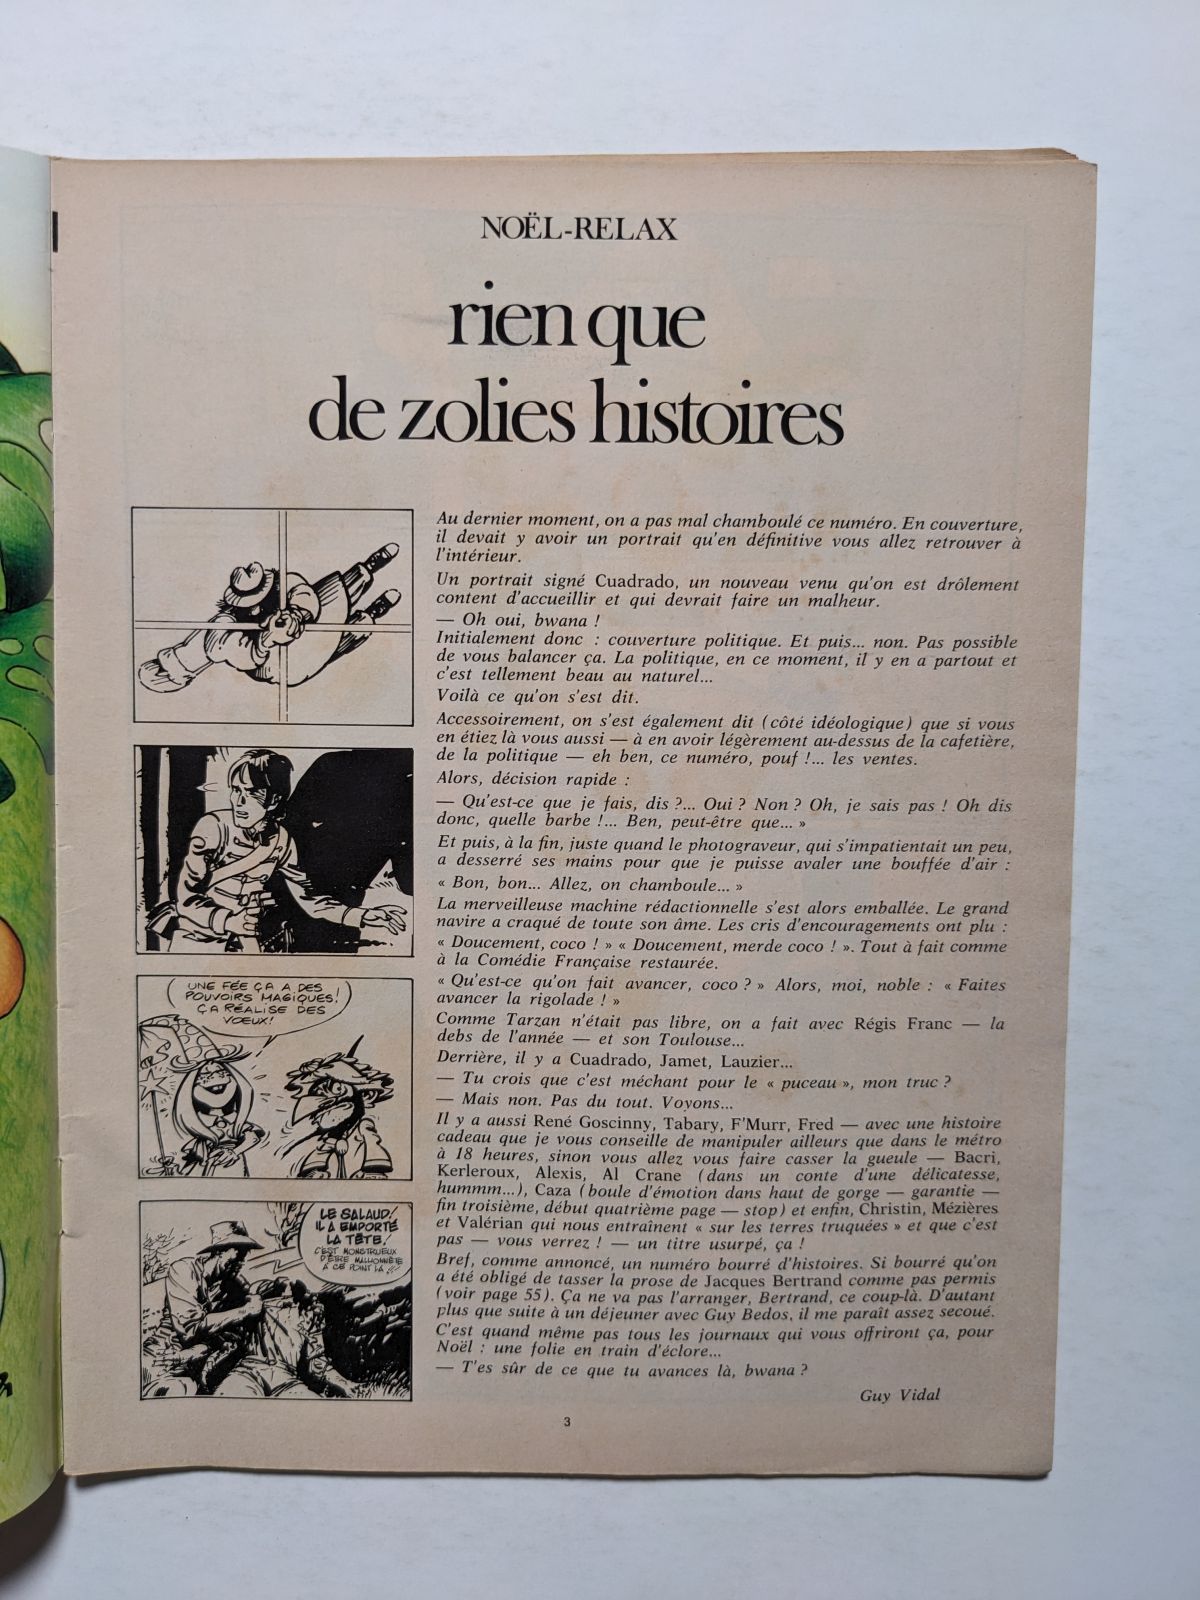 NOËL-RELAX
rien que
de zolies histoires
UNE FÉE ÇA A DES
POUVOIRS MAGIQUES!
ÇA RÉALISE DES
VŒUX!
LE SALAUD!
IL A EMPORTÉ
LA TÊTE!
C'EST MONSTRUEUX
D'ÊTRE MALHONNÊTE
À CE POINT LÀ!!
Au dernier moment, on a pas mal chamboulé ce numéro. En couverture,
il devait y avoir un portrait qu'en définitive vous allez retrouver à
l'intérieur.
Un portrait signé Cuadrado, un nouveau venu qu'on est drôlement
content d'accueillir et qui devrait faire un malheur.
— Oh oui, bwana !
Initialement donc : couverture politique. Et puis... non. Pas possible
de vous balancer ça. La politique, en ce moment, il y en a partout et
c'est tellement beau au naturel...
Voilà ce qu'on s'est dit.
Accessoirement, on s'est également dit (côté idéologique) que si vous
en étiez là vous aussi — à en avoir légèrement au-dessus de la cafetière,
de la politique — eh ben, ce numéro, pouf !... les ventes.
Alors, décision rapide :
— Qu'est-ce que je fais, dis ?... Oui ? Non ? Oh, je sais pas ! Oh dis
donc, quelle barbe !... Ben, peut-être que... »
Et puis, à la fin, juste quand le photograveur, qui s'impatientait un peu,
a desserré ses mains pour que je puisse avaler une bouffée d'air :
« Bon, bon... Allez, on chamboule... »
La merveilleuse machine rédactionnelle s'est alors emballée. Le grand
navire a craqué de toute son âme. Les cris d'encouragements ont plu :
« Doucement, coco ! » « Doucement, merde coco ! ». Tout à fait comme
à la Comédie Française restaurée.
« Qu'est-ce qu'on fait avancer, coco ? » Alors, moi, noble : « Faites
avancer la rigolade ! »
Comme Tarzan n'était pas libre, on a fait avec Régis Franc — la
debs de l'année — et son Toulouse...
Derrière, il y a Cuadrado, Jamet, Lauzier...
— Tu crois que c'est méchant pour le « puceau », mon truc ?
— Mais non. Pas du tout. Voyons...
Il y a aussi René Goscinny, Tabary, F'Murr, Fred — avec une histoire
cadeau que je vous conseille de manipuler ailleurs que dans le métro
à 18 heures, sinon vous allez vous faire casser la gueule — Bacri,
Kerleroux, Alexis, Al Crane (dans un conte d'une délicatesse,
hummm...), Caza (boule d'émotion dans haut de gorge — garantie —
fin troisième, début quatrième page — stop) et enfin, Christin, Mézières
et Valérian qui nous entraînent « sur les terres truquées » et que c'est
pas — vous verrez ! — un titre usurpé, ça !
Bref, comme annoncé, un numéro bourré d'histoires. Si bourré qu'on
a été obligé de tasser la prose de Jacques Bertrand comme pas permis
(voir page 55). Ça ne va pas l'arranger, Bertrand, ce coup-là. D'autant
plus que suite à un déjeuner avec Guy Bedos, il me paraît assez secoué.
C'est quand même pas tous les journaux qui vous offriront ça, pour
Noël : une folie en train d'éclore...
— T'es sûr de ce que tu avances là, bwana ?
Guy Vidal
3